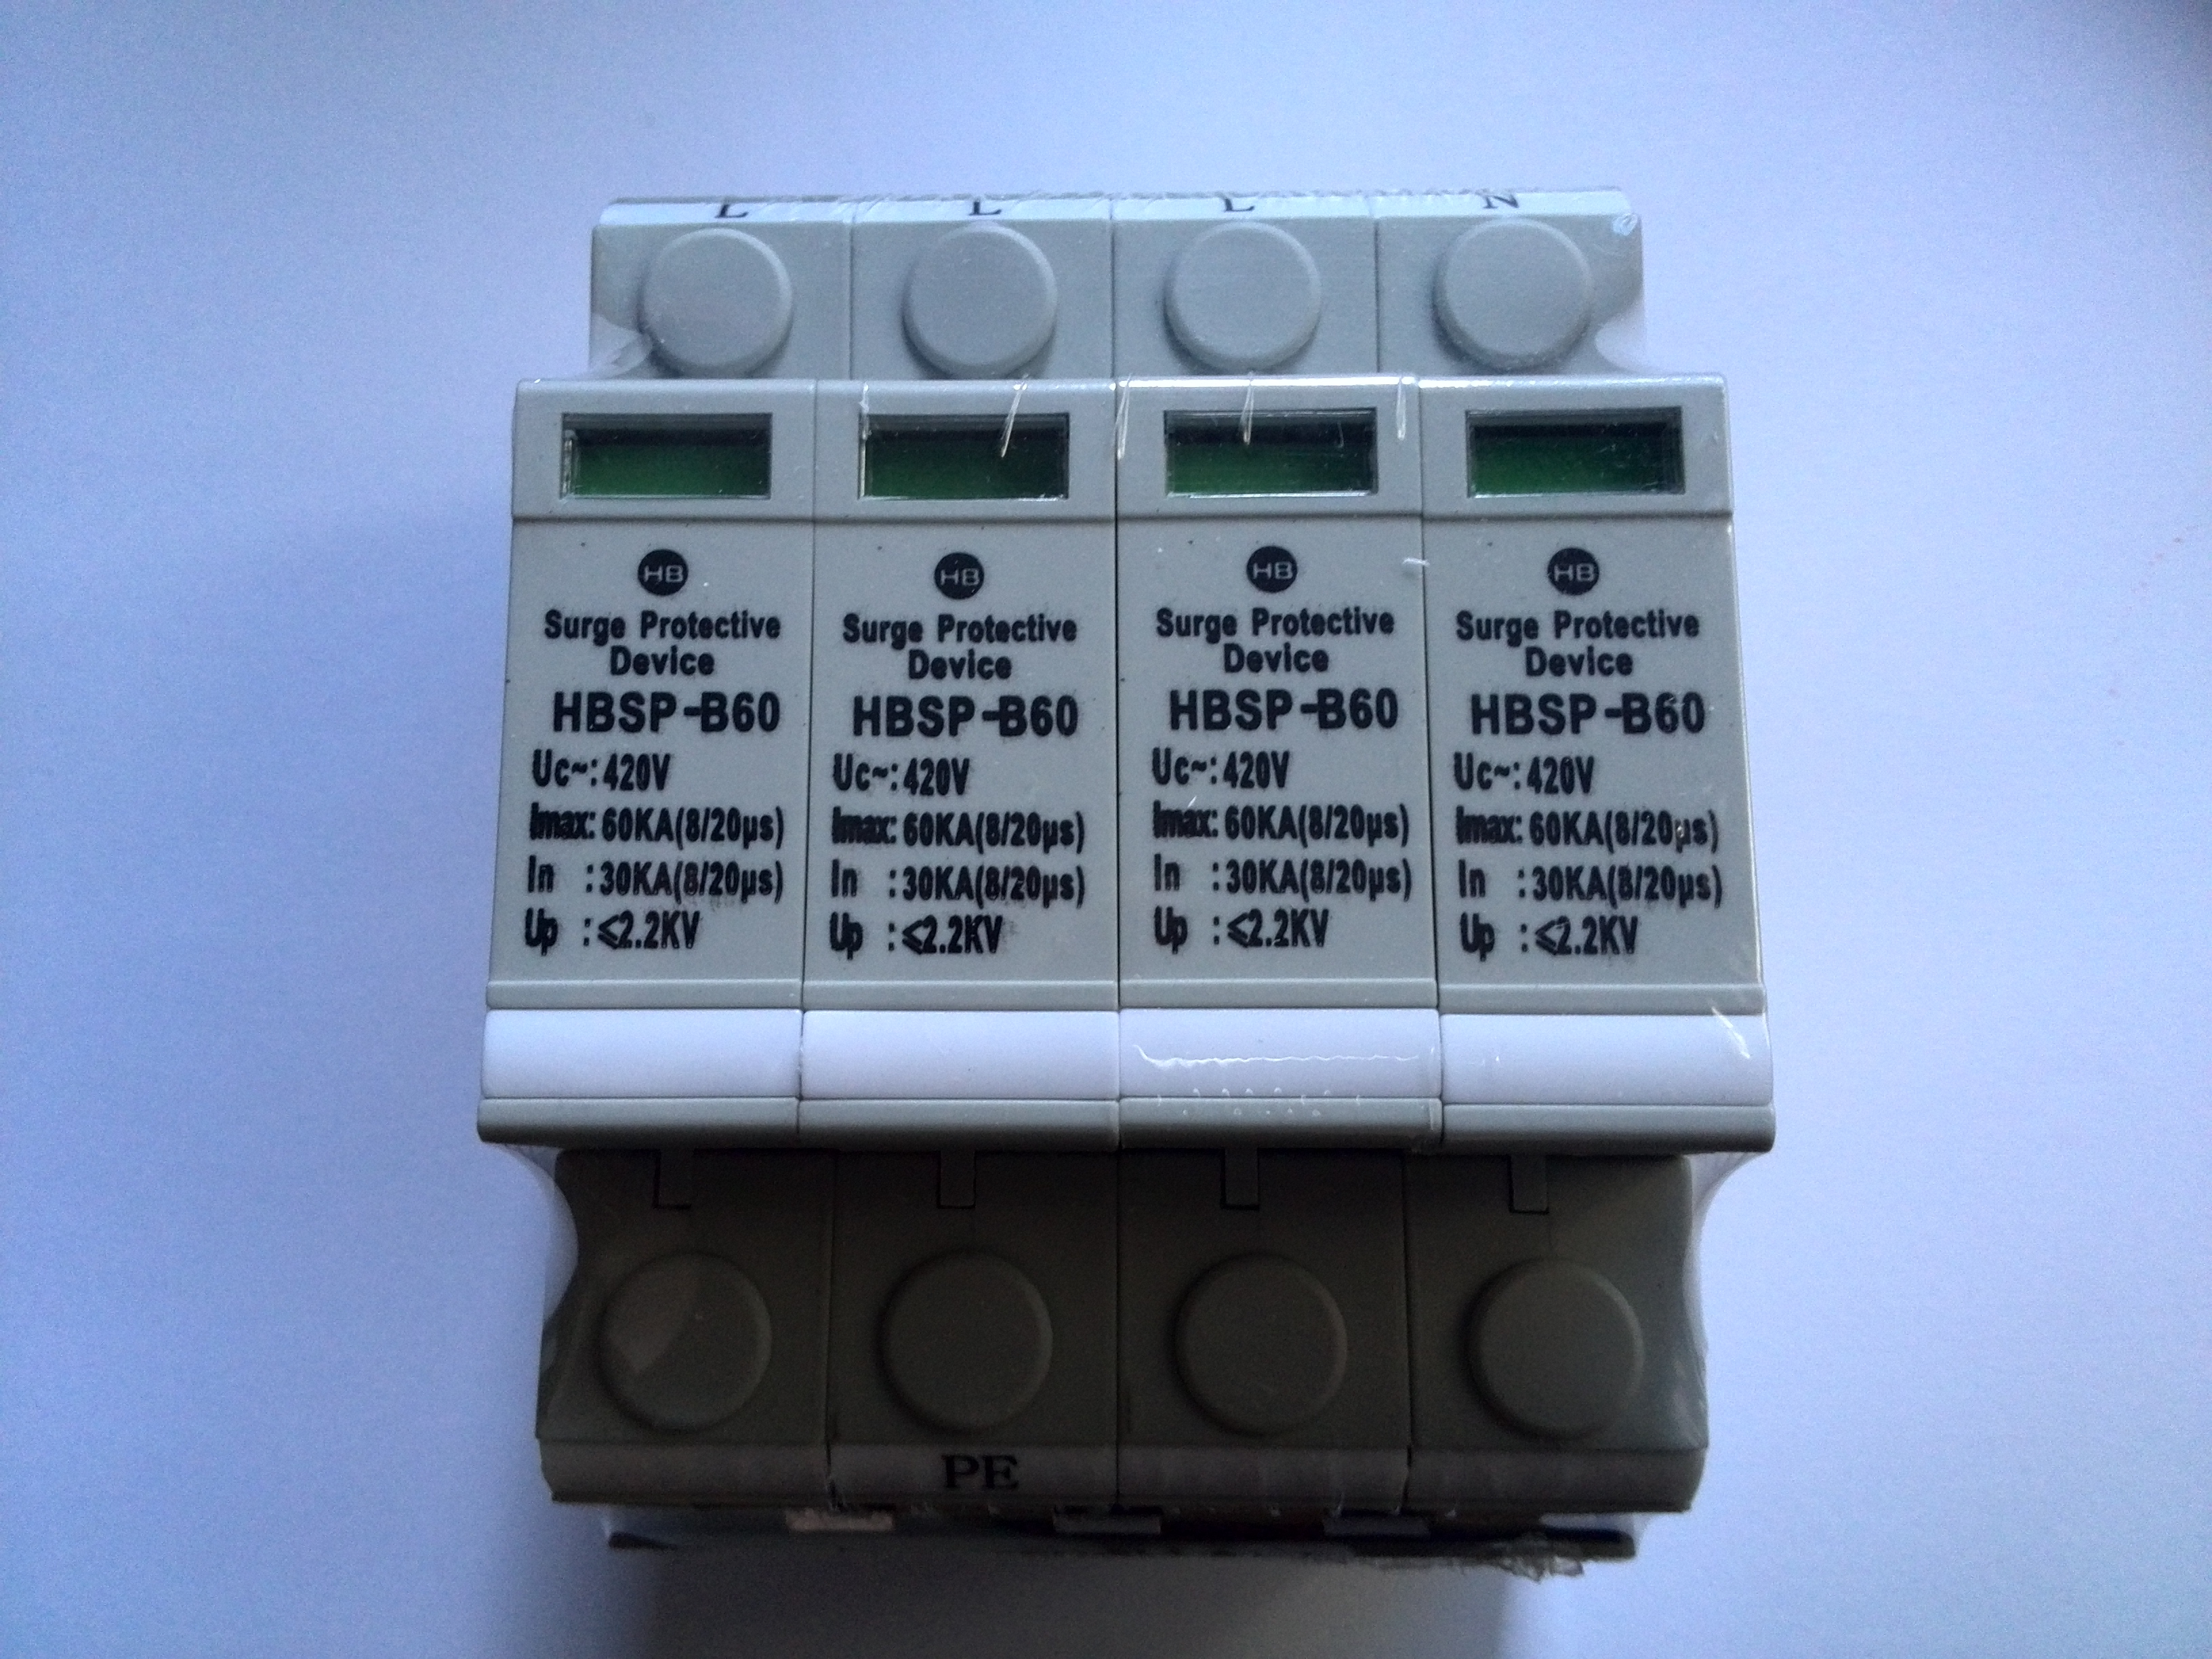 L L L N
HB
Surge Protective
Device
HBSP-B60
Uc~: 420V
Imax: 60KA(8/20µs)
In : 30KA(8/20µs)
Up : ⩽2.2KV
HB
Surge Protective
Device
HBSP-B60
Uc~: 420V
Imax: 60KA(8/20µs)
In : 30KA(8/20µs)
Up : ⩽2.2KV
HB
Surge Protective
Device
HBSP-B60
Uc~: 420V
Imax: 60KA(8/20µs)
In : 30KA(8/20µs)
Up : ⩽2.2KV
HB
Surge Protective
Device
HBSP-B60
Uc~: 420V
Imax: 60KA(8/20µs)
In : 30KA(8/20µs)
Up : ⩽2.2KV
PE